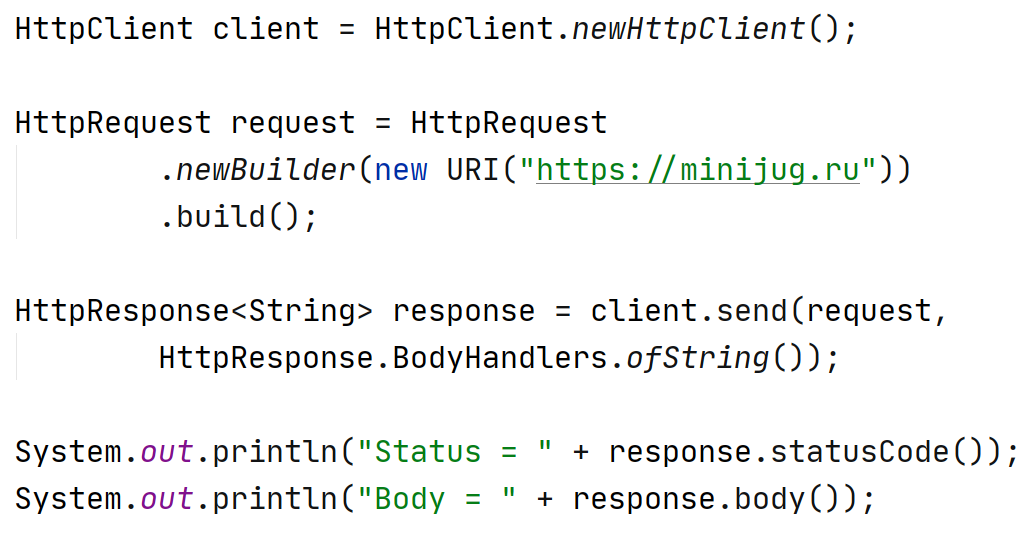 HttpClient client = HttpClient.newHttpClient();
HttpRequest request = HttpRequest
.newBuilder(new URI("https://minijug.ru"))
.build();
HttpResponse<String> response = client.send(request,
HttpResponse.BodyHandlers.ofString());
System.out.println("Status = " + response.statusCode());
System.out.println("Body = " + response.body());